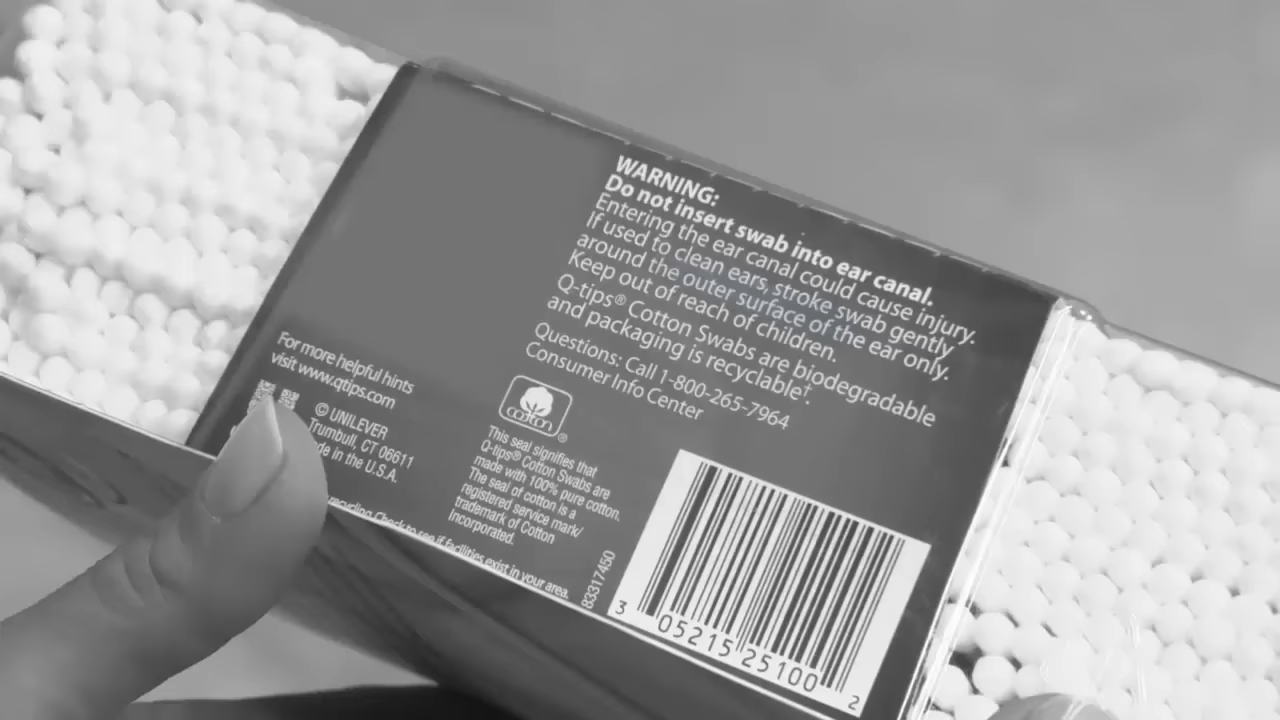 WARNING:
Do not insert swab into ear canal.
Entering the ear canal could cause injury.
If used to clean ears, stroke swab gently
around the outer surface of the ear only.
Keep out of reach of children.
Q-tips® Cotton Swabs are biodegradable
and packaging is recyclable†.
Questions: Call 1-800-265-7964
Consumer Info Center
For more helpful hints
visit www.qtips.com
© UNILEVER
Trumbull, CT 06611
in the U.S.A.
cotton®
This seal signifies that
Q-tips® Cotton Swabs are
made with 100% pure cotton.
The seal of cotton is a
registered service mark/
trademark of Cotton
Incorporated.
recycling. Check to see if facilities exist in your area.
83317450
3 05215 25100 2